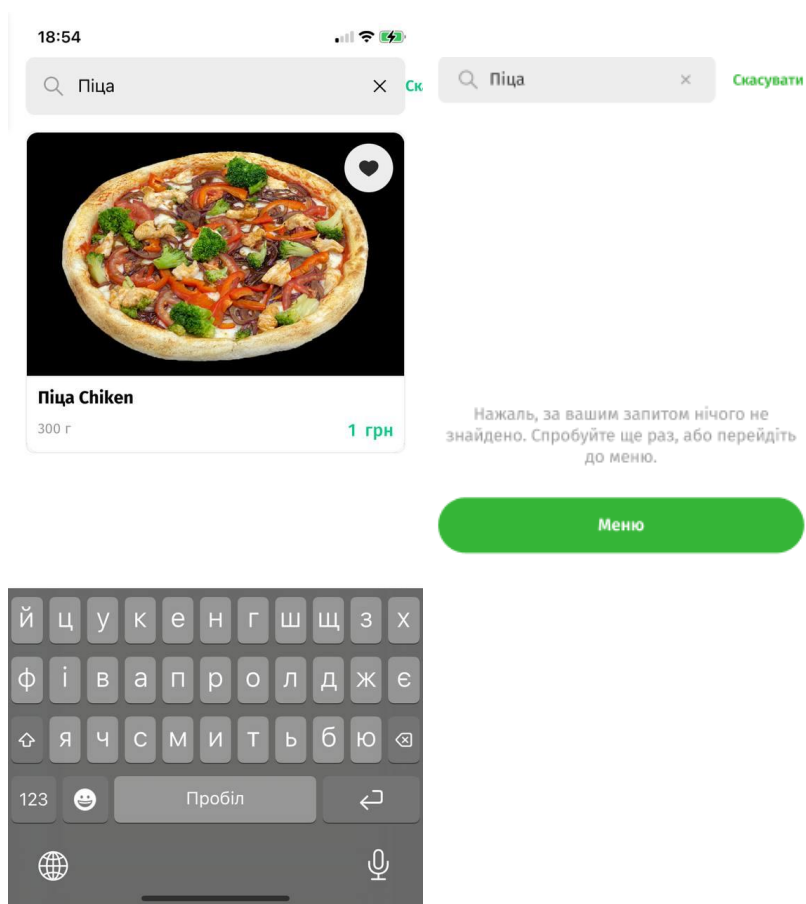 18:54
Піца
Ск
Піца Chiken
300 г
1 грн
й ц у к е н г ш щ з х
ф і в а п р о л д ж є
я ч с м и т ь б ю
123
Пробіл
Піца
Скасувати
Нажаль, за вашим запитом нічого не
знайдено. Спробуйте ще раз, або перейдіть
до меню.
Меню